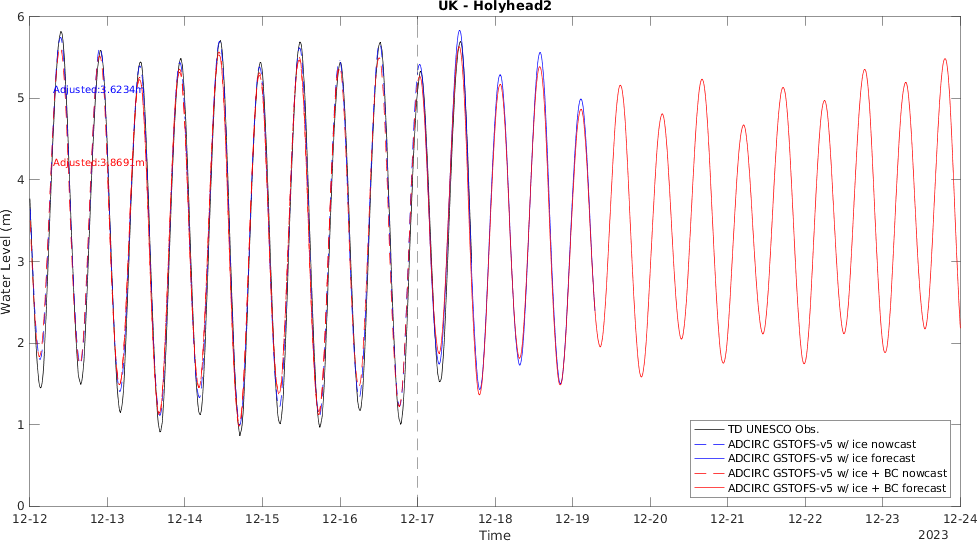 UK - Holyhead2
6
5
4
3
2
1
0
Water Level (m)
Adjusted:3.6234m
Adjusted:3.8691m
TD UNESCO Obs.
ADCIRC GSTOFS-v5 w/ ice nowcast
ADCIRC GSTOFS-v5 w/ ice forecast
ADCIRC GSTOFS-v5 w/ ice + BC nowcast
ADCIRC GSTOFS-v5 w/ ice + BC forecast
12-12 12-13 12-14 12-15 12-16 12-17 12-18 12-19 12-20 12-21 12-22 12-23 12-24
Time
2023